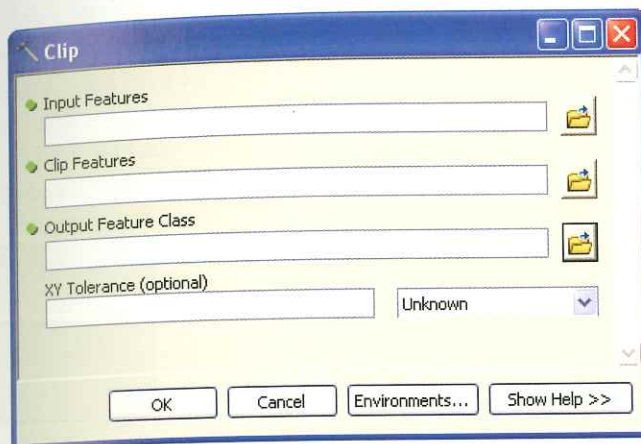 Clip
Input Features
Clip Features
Output Feature Class
XY Tolerance (optional)
Unknown
OK
Cancel
Environments...
Show Help >>